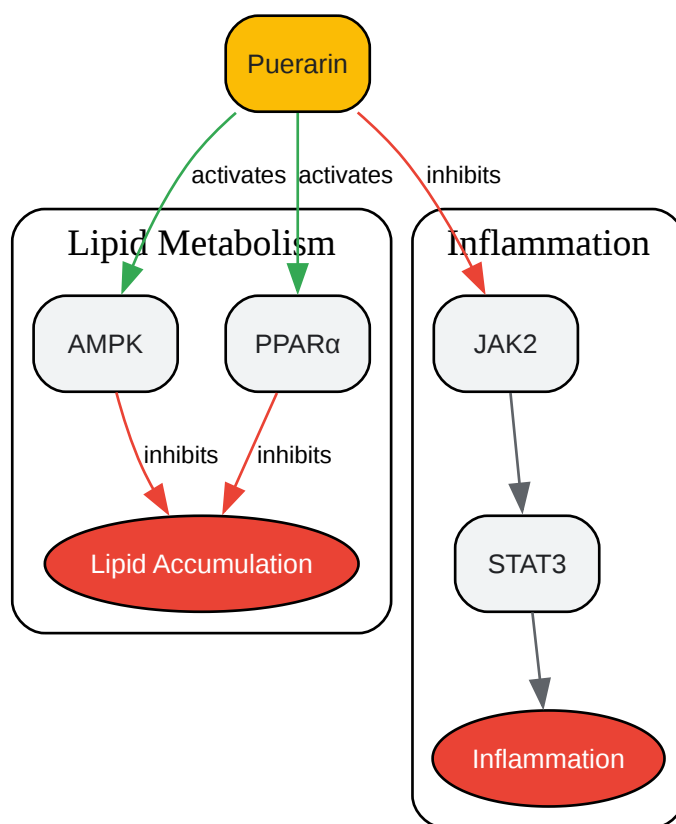 Puerarin
activates activates inhibits
Lipid Metabolism Inflammation
AMPK PPARα JAK2
inhibits inhibits
Lipid Accumulation STAT3
Inflammation